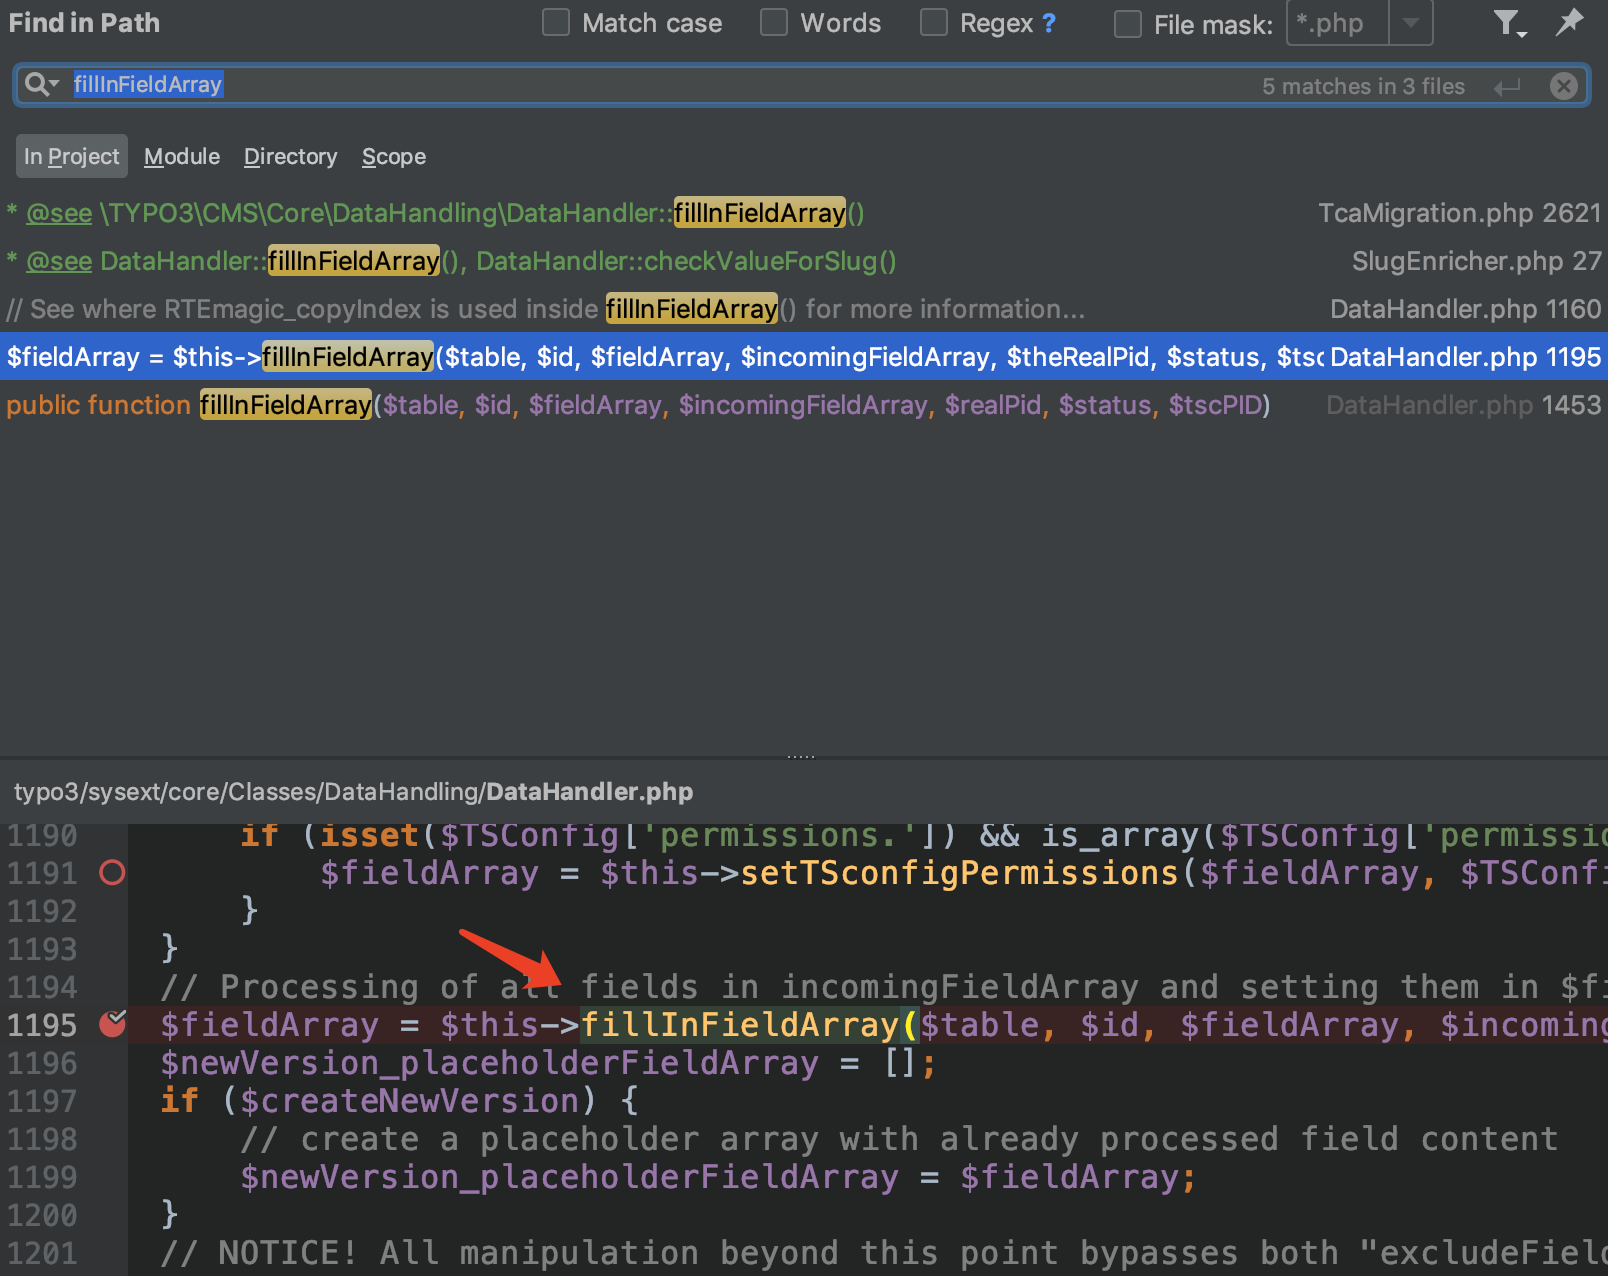 Find in Path
Match case
Words
Regex ?
File mask:
*.php
fillInFieldArray
5 matches in 3 files
In Project
Module
Directory
Scope
* @see \TYPO3\CMS\Core\DataHandling\DataHandler::fillInFieldArray() TcaMigration.php 2621
* @see DataHandler::fillInFieldArray(), DataHandler::checkValueForSlug() SlugEnricher.php 27
// See where RTEmagic_copyIndex is used inside fillInFieldArray() for more information... DataHandler.php 1160
$fieldArray = $this->fillInFieldArray($table, $id, $fieldArray, $incomingFieldArray, $theRealPid, $status, $tsc DataHandler.php 1195
public function fillInFieldArray($table, $id, $fieldArray, $incomingFieldArray, $realPid, $status, $tscPID) DataHandler.php 1453
typo3/sysext/core/Classes/DataHandling/DataHandler.php
1190 if (isset($TSConfig['permissions.']) && is_array($TSConfig['permissio
1191 $fieldArray = $this->setTSconfigPermissions($fieldArray, $TSConfi
1192 }
1193 }
1194 // Processing of all fields in incomingFieldArray and setting them in $fi
1195 $fieldArray = $this->fillInFieldArray($table, $id, $fieldArray, $incoming
1196 $newVersion_placeholderFieldArray = [];
1197 if ($createNewVersion) {
1198 // create a placeholder array with already processed field content
1199 $newVersion_placeholderFieldArray = $fieldArray;
1200 }
1201 // NOTICE! All manipulation beyond this point bypasses both "excludeField